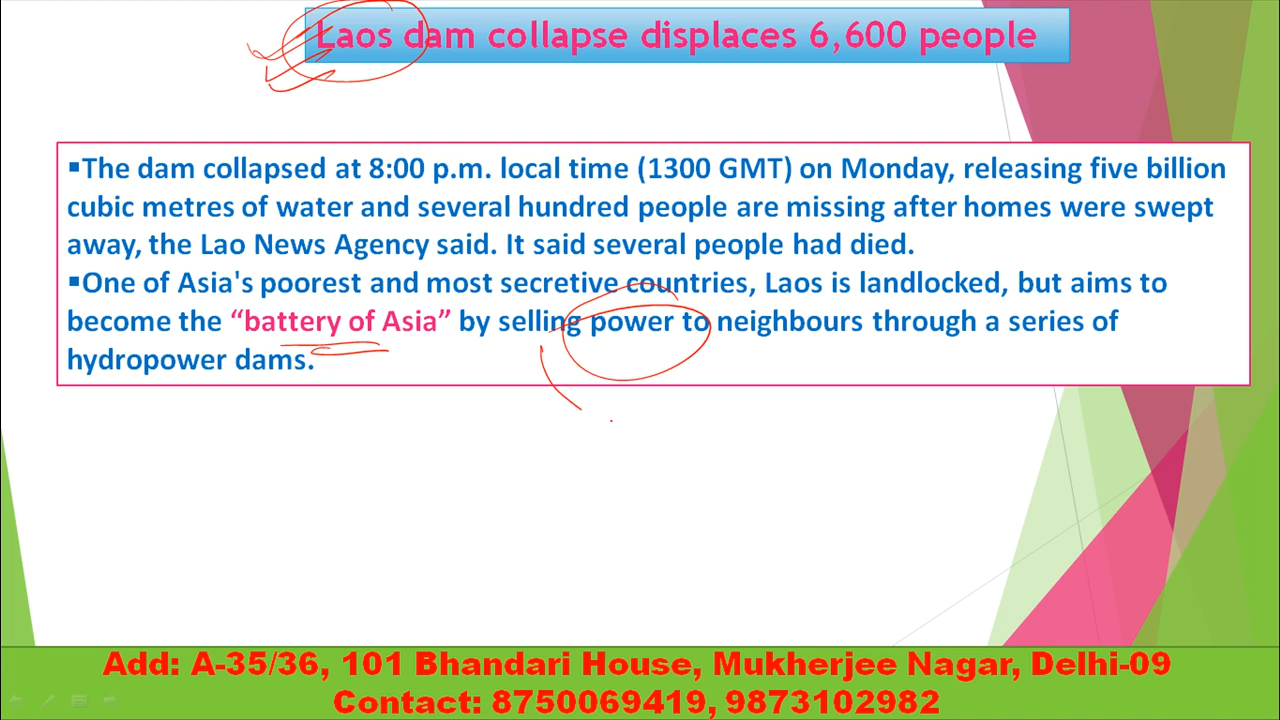 Laos dam collapse displaces 6,600 people
▪The dam collapsed at 8:00 p.m. local time (1300 GMT) on Monday, releasing five billion
cubic metres of water and several hundred people are missing after homes were swept
away, the Lao News Agency said. It said several people had died.
▪One of Asia's poorest and most secretive countries, Laos is landlocked, but aims to
become the “battery of Asia” by selling power to neighbours through a series of
hydropower dams.
Add: A-35/36, 101 Bhandari House, Mukherjee Nagar, Delhi-09
Contact: 8750069419, 9873102982